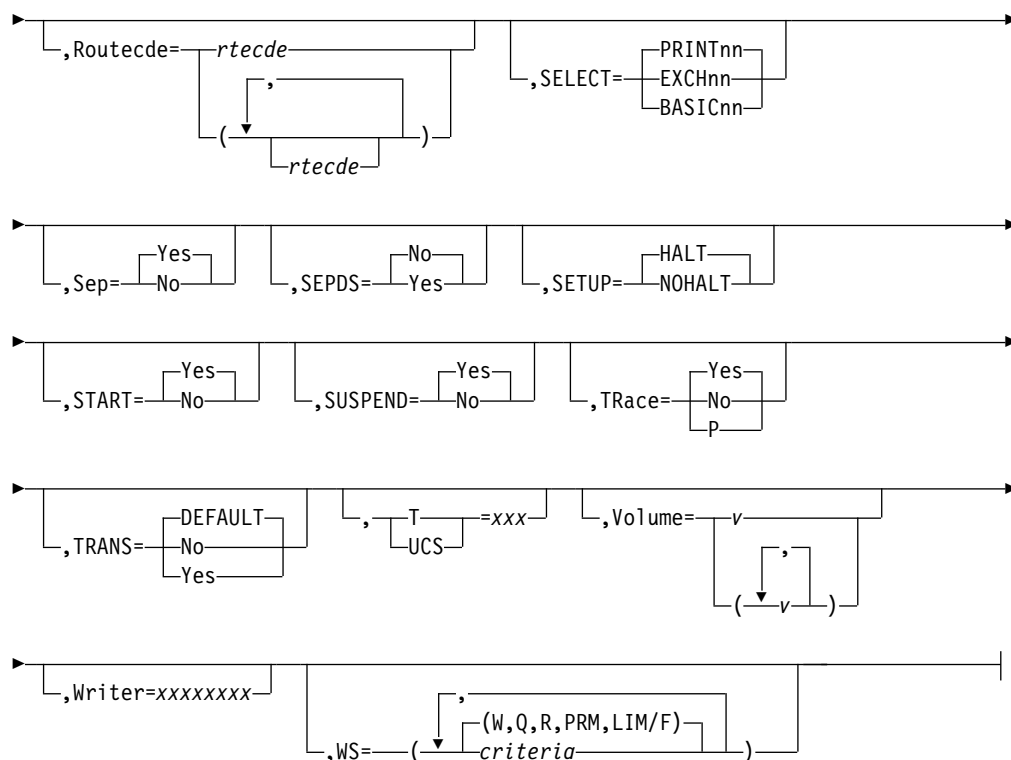 ,Routecde= rtecde
( , rtecde )
,SELECT= PRINTnn
EXCHnn
BASICnn
,Sep= Yes
No
,SEPDS= No
Yes
,SETUP= HALT
NOHALT
,START= Yes
No
,SUSPEND= Yes
No
,TRace= Yes
No
P
,TRANS= DEFAULT
No
Yes
, T =xxx
UCS
,Volume= v
( , v )
,Writer=xxxxxxxx
,WS= ( , (W,Q,R,PRM,LIM/F)
criteria )